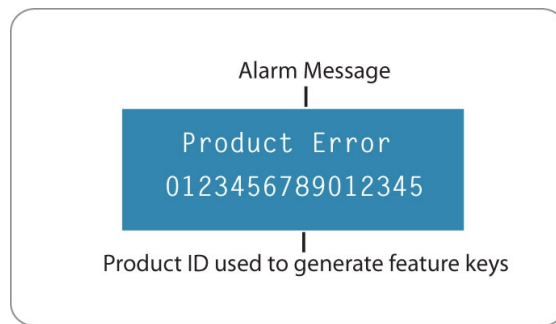 Alarm Message
Product Error
0123456789012345
Product ID used to generate feature keys